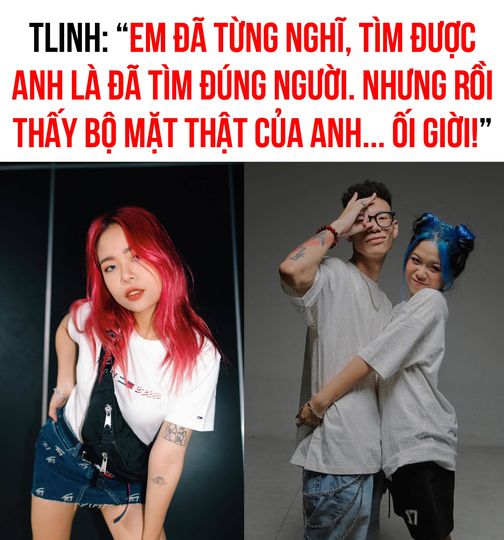 TLINH: “EM ĐÃ TỪNG NGHĨ, TÌM ĐƯỢC
ANH LÀ ĐÃ TÌM ĐÚNG NGƯỜI. NHƯNG RỒI
THẤY BỘ MẶT THẬT CỦA ANH... ỐI GIỜI!”